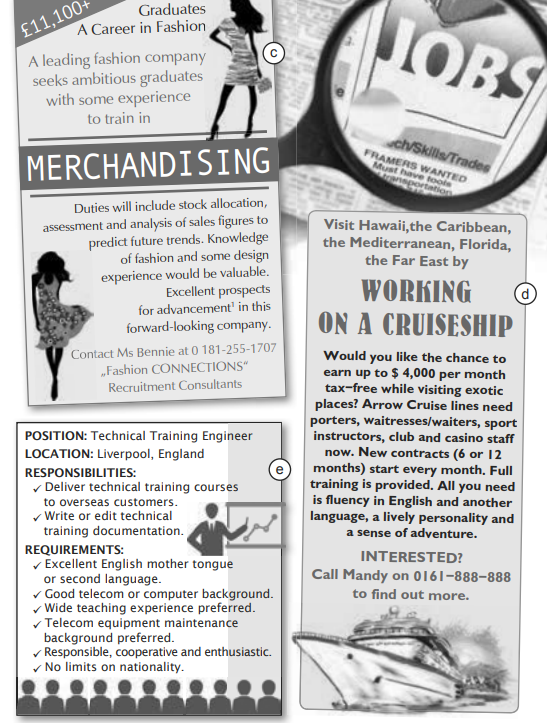 £11,100+
Graduates
A Career in Fashion
c
A leading fashion company
seeks ambitious graduates
with some experience
to train in
MERCHANDISING
Duties will include stock allocation,
assessment and analysis of sales figures to
predict future trends. Knowledge
of fashion and some design
experience would be valuable.
Excellent prospects
for advancement¹ in this
forward-looking company.
Contact Ms Bennie at 0 181-255-1707
„Fashion CONNECTIONS“
Recruitment Consultants
JOBS
ch/Skills/Trades
FRAMERS WANTED
Must have tools
transportation
Visit Hawaii,the Caribbean,
the Mediterranean, Florida,
the Far East by
d
WORKING
ON A CRUISESHIP
Would you like the chance to
earn up to $ 4,000 per month
tax-free while visiting exotic
places? Arrow Cruise lines need
porters, waitresses/waiters, sport
instructors, club and casino staff
now. New contracts (6 or 12
months) start every month. Full
training is provided. All you need
is fluency in English and another
language, a lively personality and
a sense of adventure.
INTERESTED?
Call Mandy on 0161-888-888
to find out more.
e
POSITION: Technical Training Engineer
LOCATION: Liverpool, England
RESPONSIBILITIES:
✓ Deliver technical training courses
to overseas customers.
✓ Write or edit technical
training documentation.
REQUIREMENTS:
✓ Excellent English mother tongue
or second language.
✓ Good telecom or computer background.
✓ Wide teaching experience preferred.
✓ Telecom equipment maintenance
background preferred.
✓ Responsible, cooperative and enthusiastic.
✓ No limits on nationality.